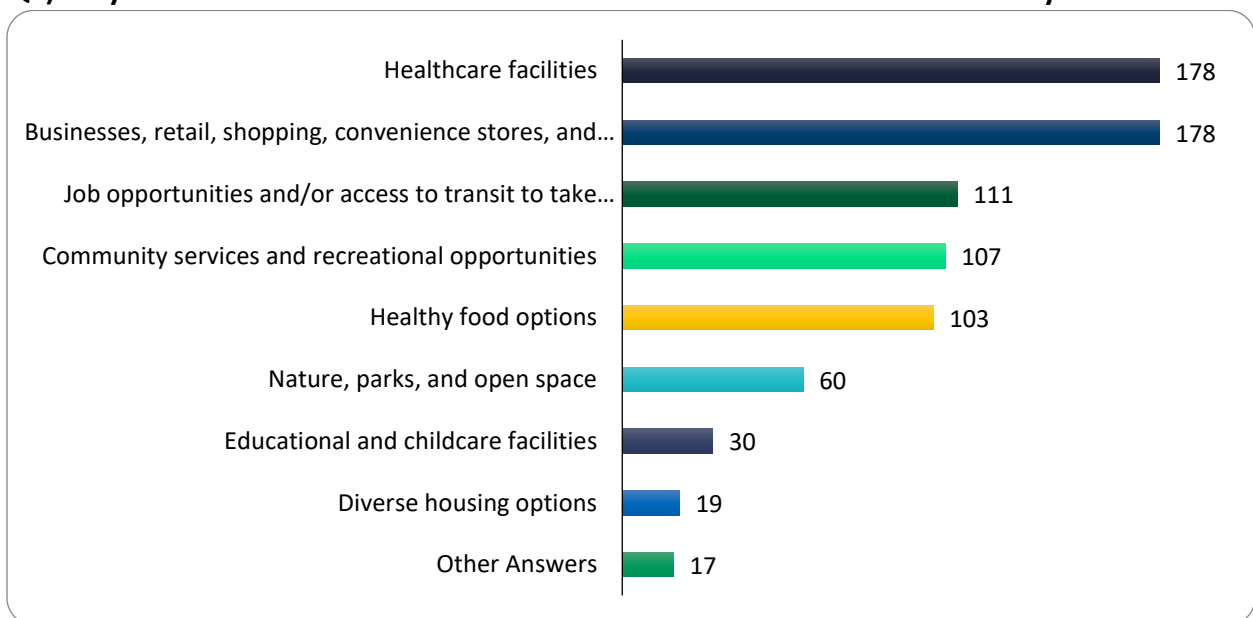 Healthcare facilities 178
Businesses, retail, shopping, convenience stores, and... 178
Job opportunities and/or access to transit to take... 111
Community services and recreational opportunities 107
Healthy food options 103
Nature, parks, and open space 60
Educational and childcare facilities 30
Diverse housing options 19
Other Answers 17